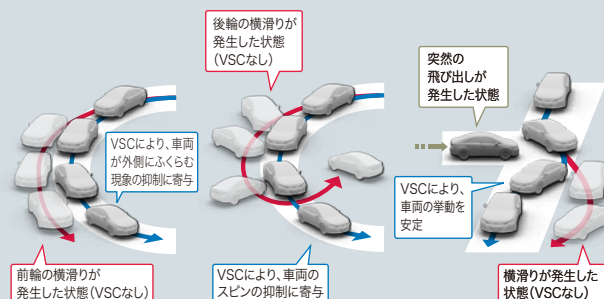 後輪の横滑りが
発生した状態
(VSCなし)
突然の
飛び出しが
発生した状態
VSCにより、車両
が外側にふくらむ
現象の抑制に寄与
VSCにより、
車両の挙動を
安定
前輪の横滑りが
発生した状態(VSCなし)
VSCにより、車両の
スピンの抑制に寄与
横滑りが発生した
状態(VSCなし)